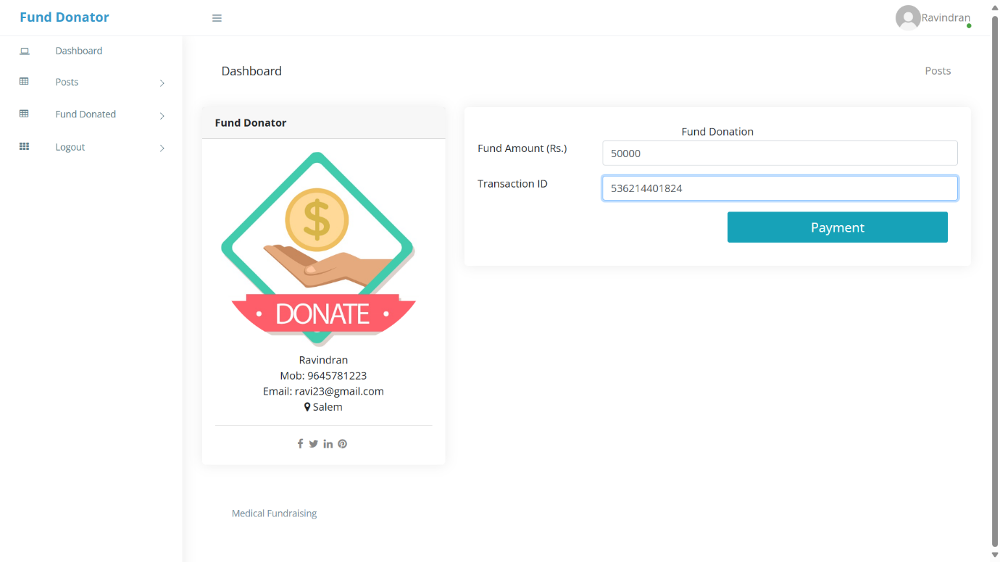 Fund Donator
Ravindran
Dashboard
Posts
Fund Donated
Logout
Dashboard
Posts
Fund Donator
$
DONATE
Ravindran
Mob: 9645781223
Email: ravi23@gmail.com
Salem
Fund Donation
Fund Amount (Rs.)
50000
Transaction ID
536214401824
Payment
Medical Fundraising